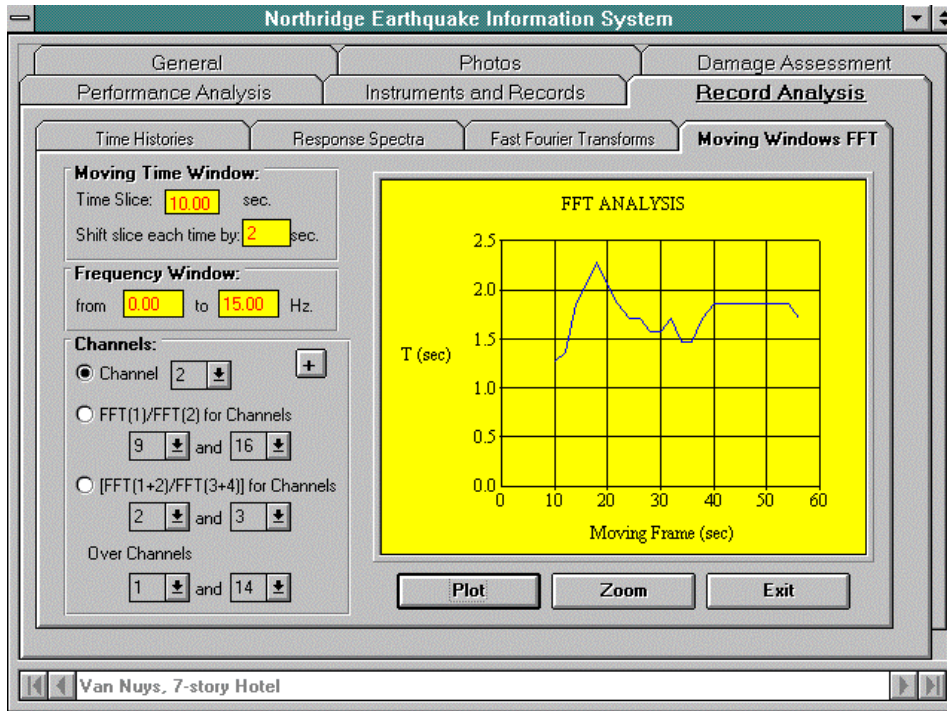 Northridge Earthquake Information System
General
Photos
Damage Assessment
Performance Analysis
Instruments and Records
Record Analysis
Time Histories
Response Spectra
Fast Fourier Transforms
Moving Windows FFT
Moving Time Window:
Time Slice: 10.00 sec.
Shift slice each time by: 2 sec.
Frequency Window:
from 0.00 to 15.00 Hz.
Channels:
+
Channel 2
FFT(1)/FFT(2) for Channels
9 and 16
[FFT(1+2)/FFT(3+4)] for Channels
2 and 3
Over Channels
1 and 14
FFT ANALYSIS
2.5
2.0
1.5
T (sec)
1.0
0.5
0.0
0 10 20 30 40 50 60
Moving Frame (sec)
Plot
Zoom
Exit
Van Nuys, 7-story Hotel